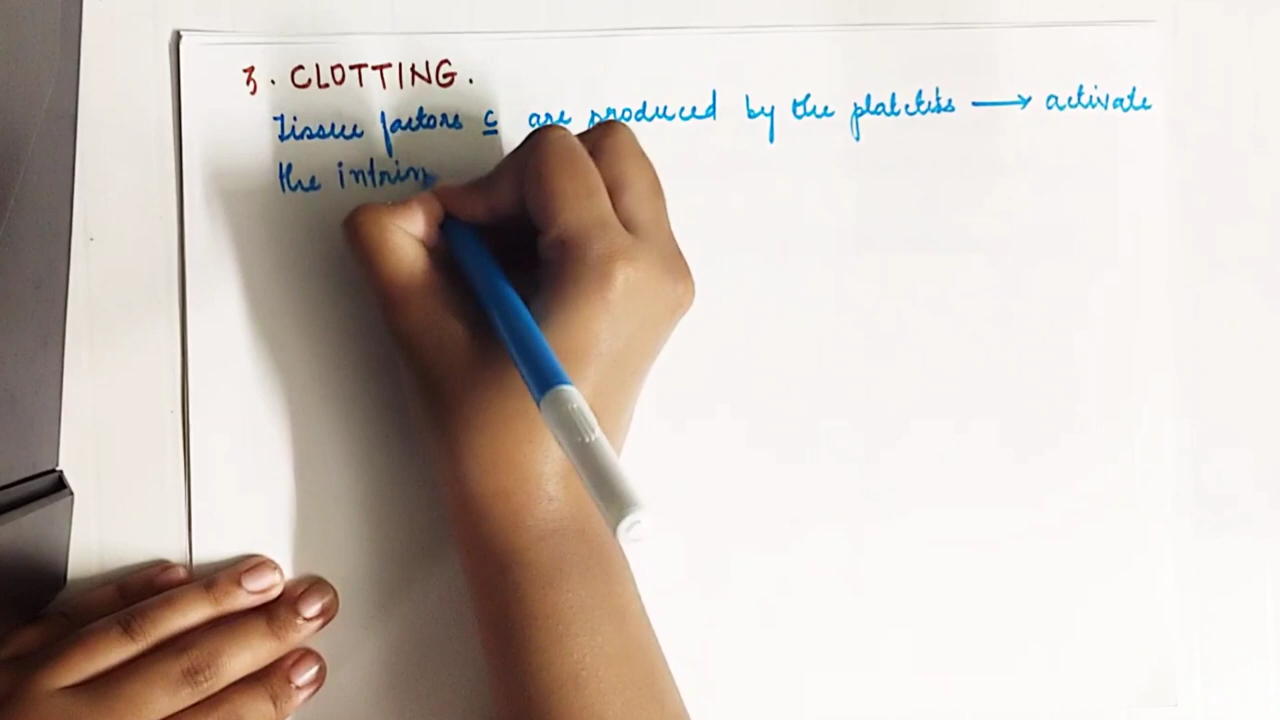 3. CLOTTING.
Tissue factors c are produced by the platelets → activate
the intrin